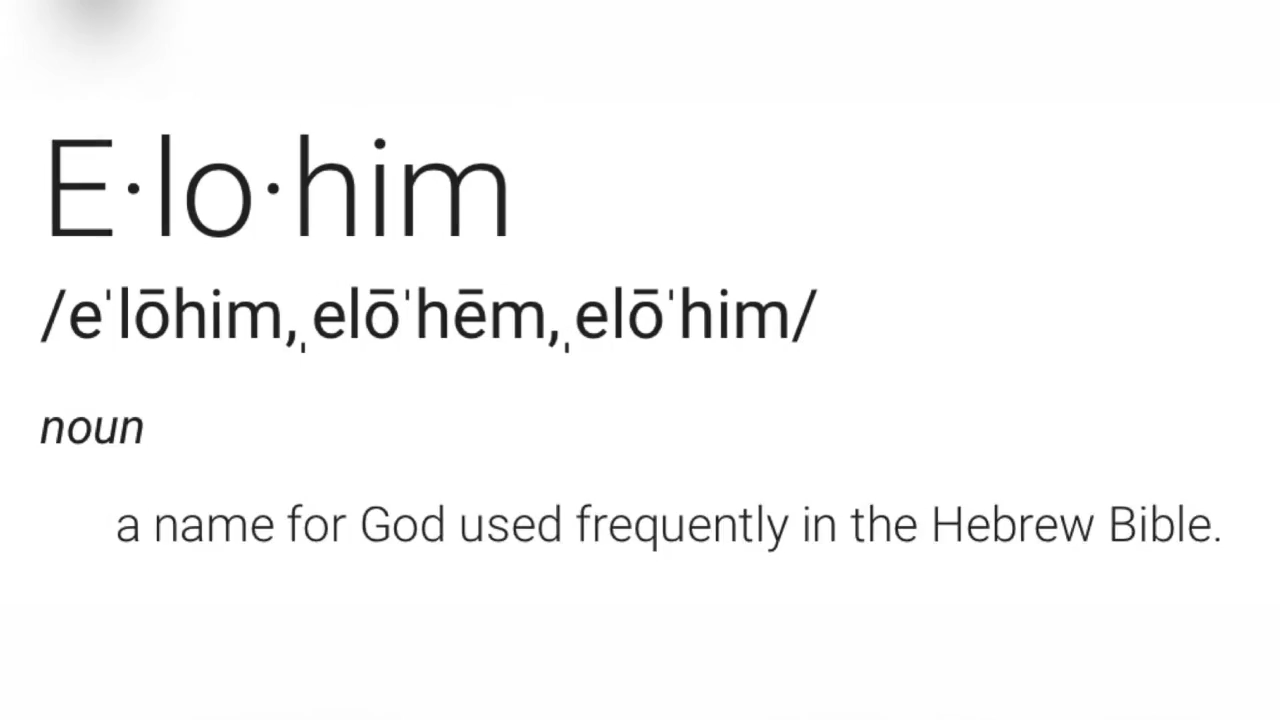 E·lo·him
/eˈlōhim,ˌelōˈhēm,ˌelōˈhim/
noun
a name for God used frequently in the Hebrew Bible.